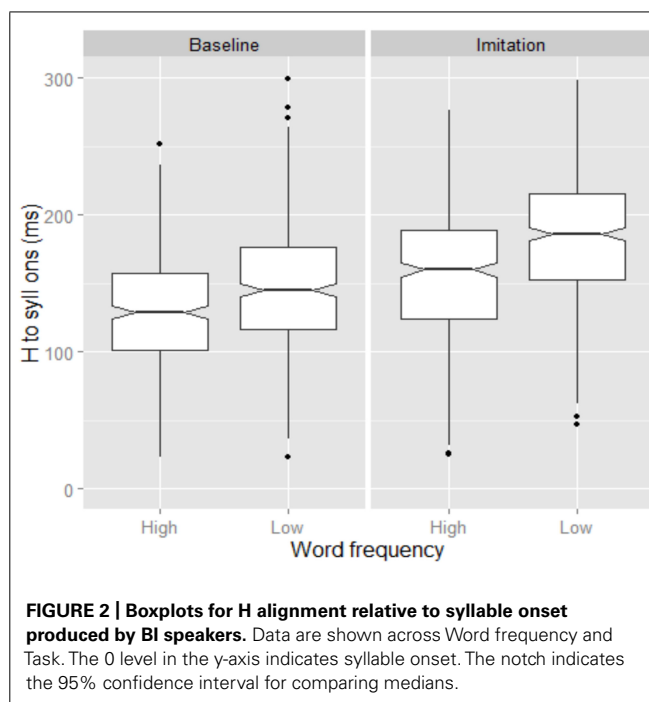 Baseline Imitation
300
200
100
0
H to syll ons (ms)
High Low High Low
Word frequency
FIGURE 2 | Boxplots for H alignment relative to syllable onset
produced by BI speakers. Data are shown across Word frequency and
Task. The 0 level in the y-axis indicates syllable onset. The notch indicates
the 95% confidence interval for comparing medians.